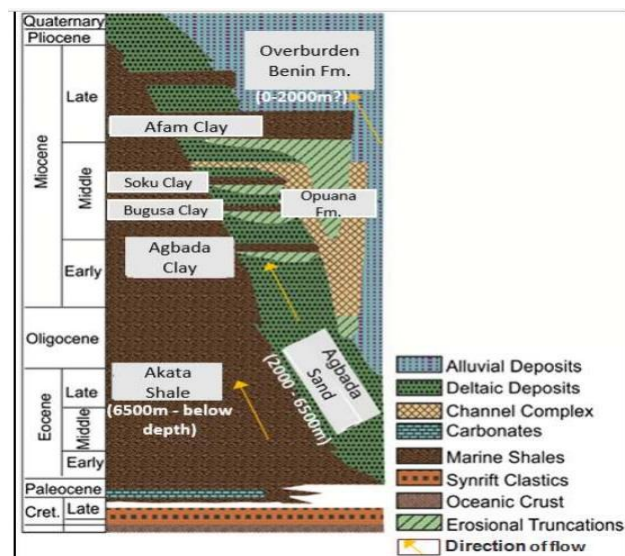 Quaternary
Pliocene
Miocene
Late
Middle
Early
Oligocene
Eocene
Late
Middle
Early
Paleocene
Cret.
Late
Overburden
Benin Fm.
(0-2000m?)
Afam Clay
Soku Clay
Bugusa Clay
Opuana
Fm.
Agbada
Clay
Agbada
Sand
(2000 - 6500m)
Akata
Shale
(6500m - below
depth)
Alluvial Deposits
Deltaic Deposits
Channel Complex
Carbonates
Marine Shales
Synrift Clastics
Oceanic Crust
Erosional Truncations
Direction of flow